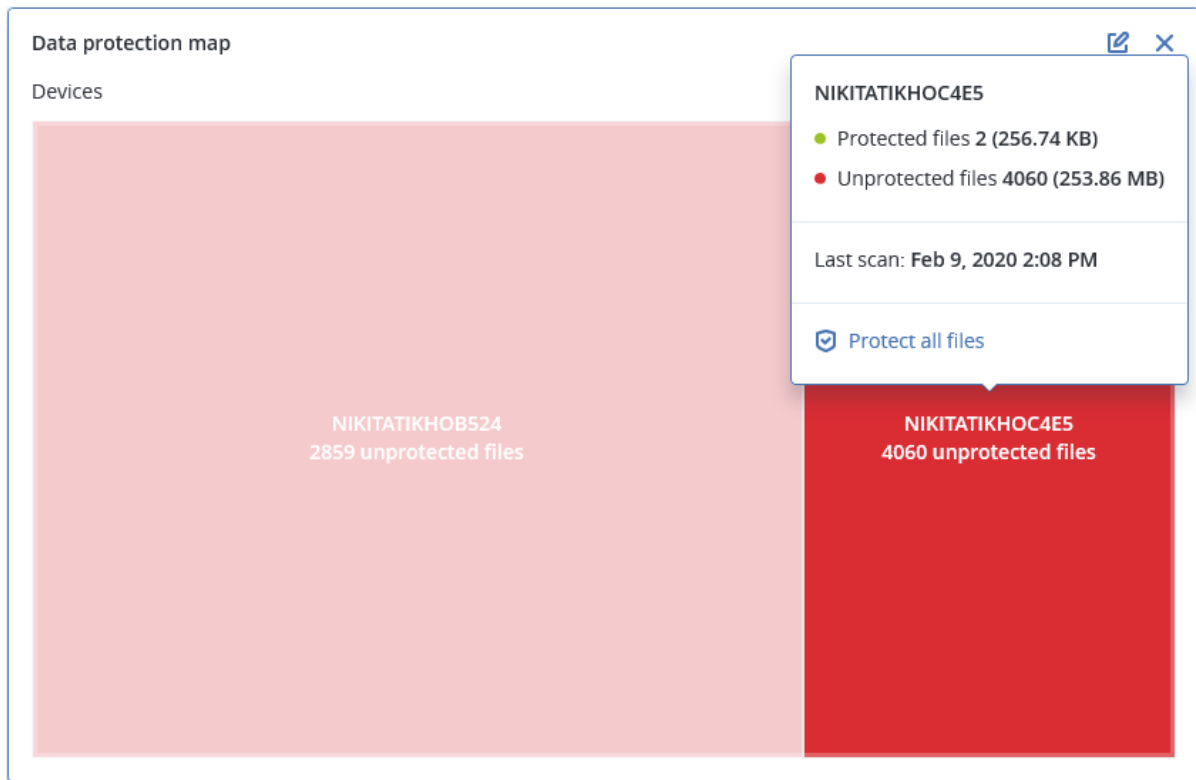 Data protection map
Devices
NIKITATIKHOC4E5
Protected files 2 (256.74 KB)
Unprotected files 4060 (253.86 MB)
Last scan: Feb 9, 2020 2:08 PM
Protect all files
NIKITATIKHOB524
2859 unprotected files
NIKITATIKHOC4E5
4060 unprotected files